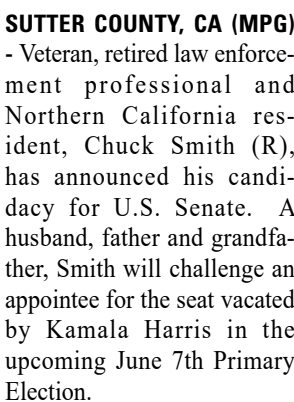 SUTTER COUNTY, CA (MPG)
- Veteran, retired law enforce-
ment professional and
Northern California res-
ident, Chuck Smith (R),
has announced his candi-
dacy for U.S. Senate. A
husband, father and grandfa-
ther, Smith will challenge an
appointee for the seat vacated
by Kamala Harris in the
upcoming June 7th Primary
Election.